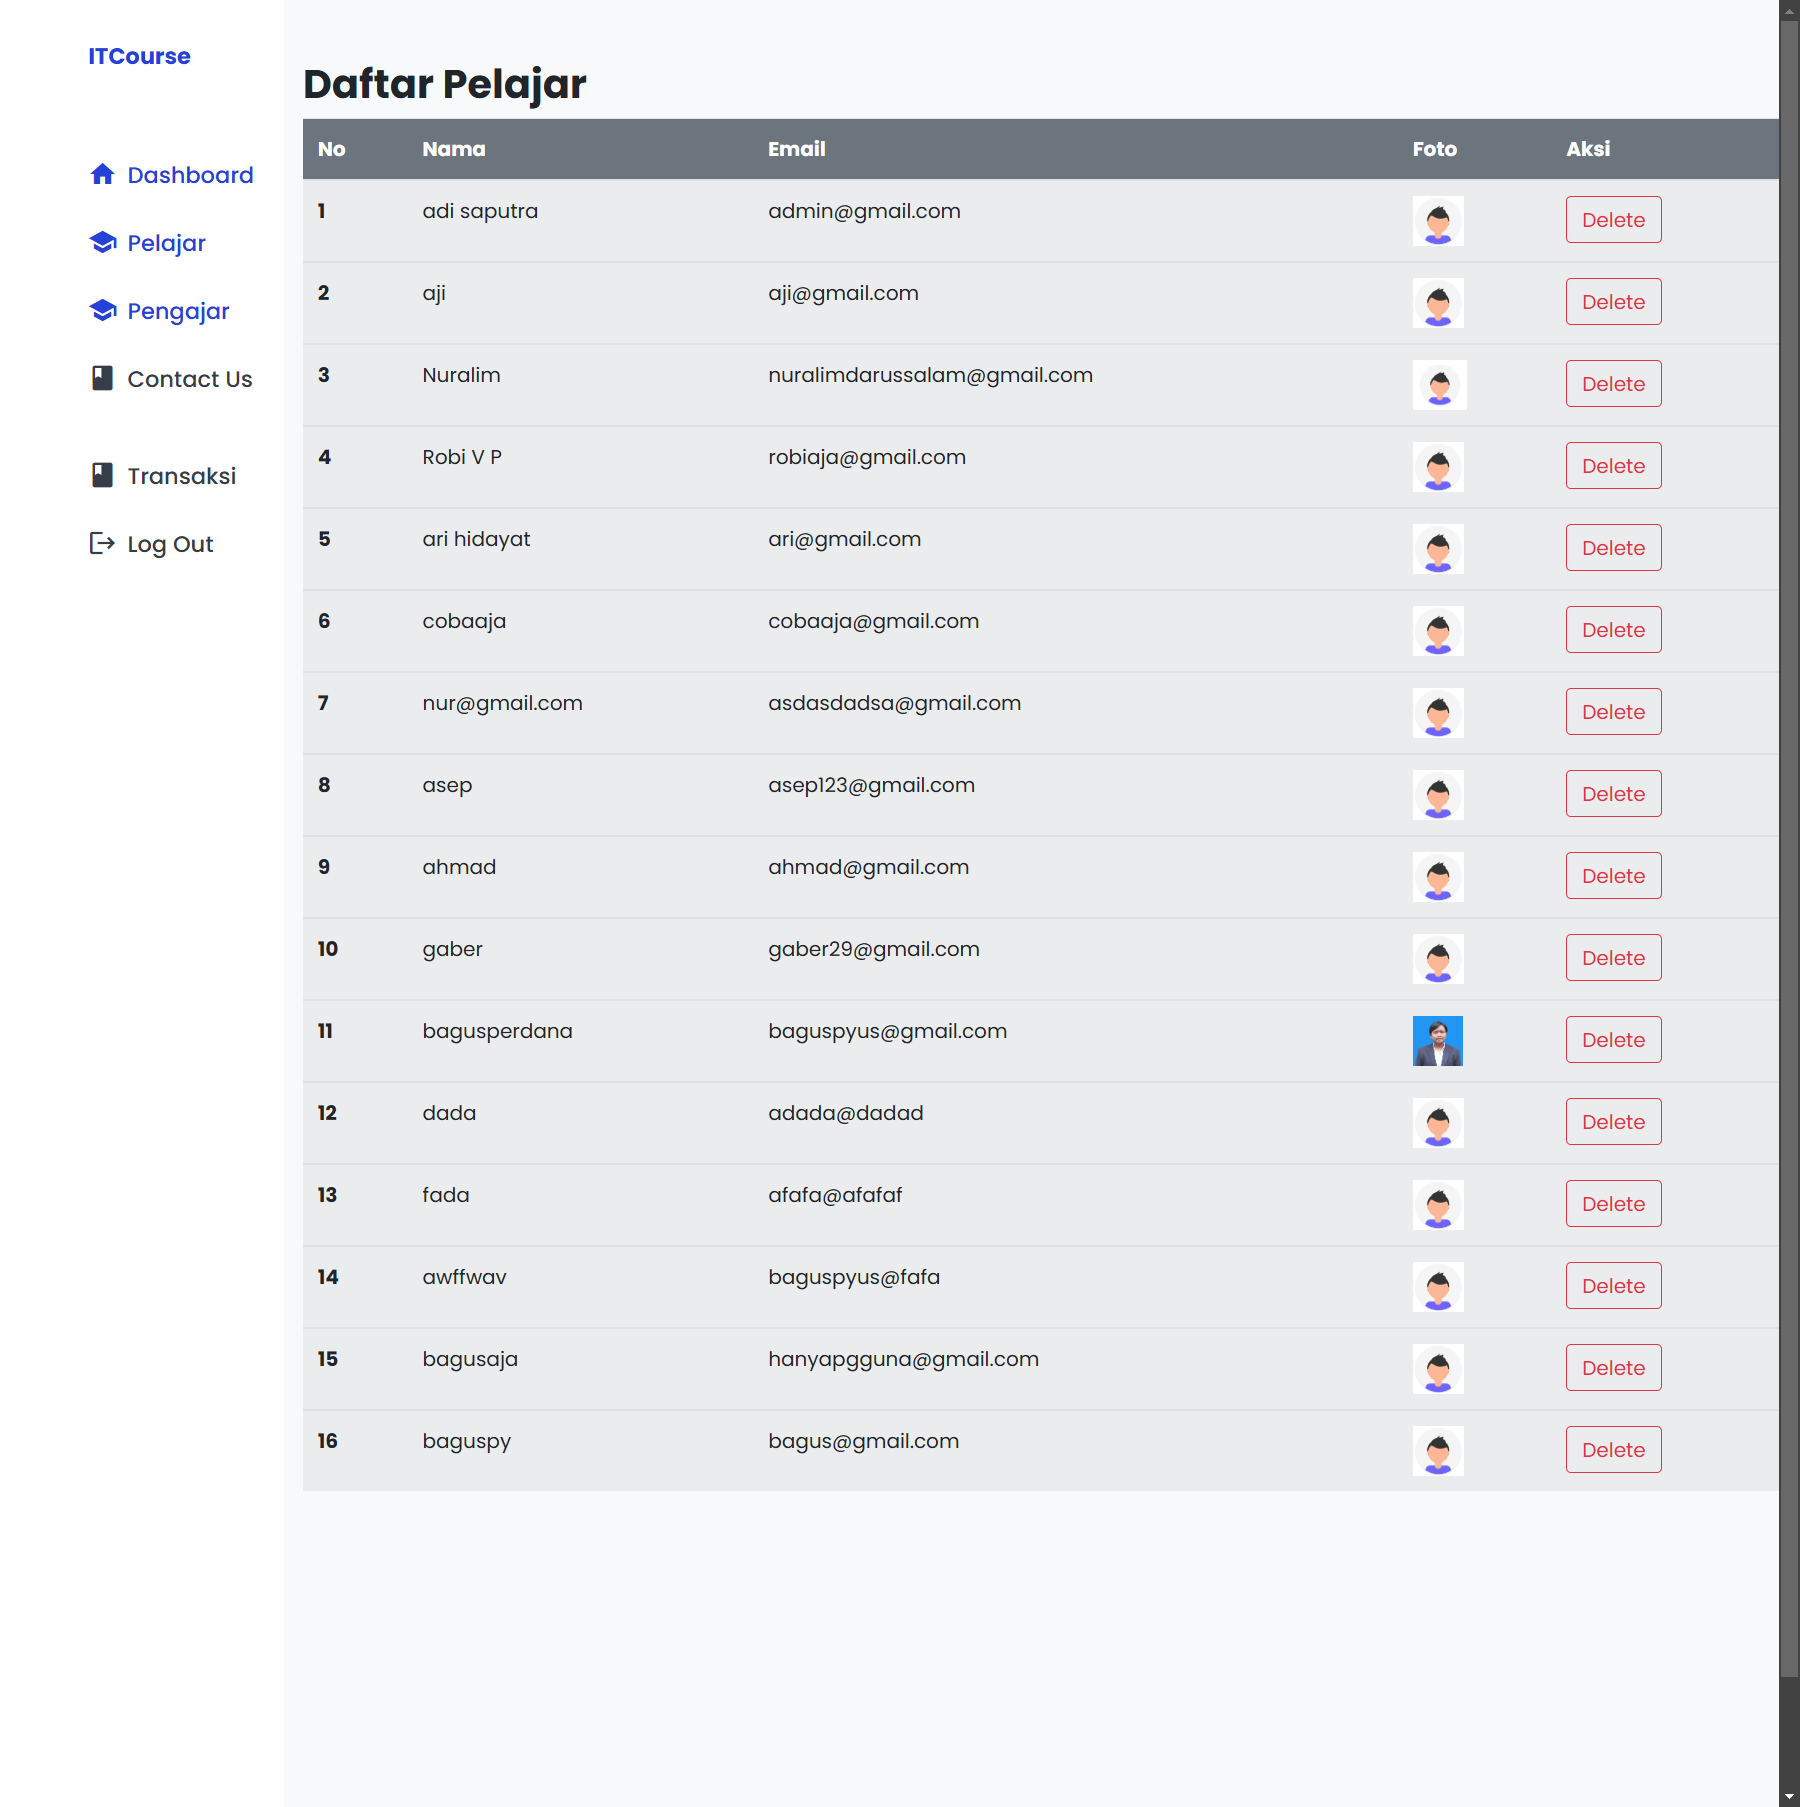 ITCourse
Dashboard
Pelajar
Pengajar
Contact Us
Transaksi
Log Out
Daftar Pelajar
No Nama Email Foto Aksi
1 adi saputra admin@gmail.com Delete
2 aji aji@gmail.com Delete
3 Nuralim nuralimdarussalam@gmail.com Delete
4 Robi V P robiaja@gmail.com Delete
5 ari hidayat ari@gmail.com Delete
6 cobaaja cobaaja@gmail.com Delete
7 nur@gmail.com asdasdadsa@gmail.com Delete
8 asep asep123@gmail.com Delete
9 ahmad ahmad@gmail.com Delete
10 gaber gaber29@gmail.com Delete
11 bagusperdana baguspyus@gmail.com Delete
12 dada adada@dadad Delete
13 fada afafa@afafaf Delete
14 awffwav baguspyus@fafa Delete
15 bagusaja hanyapgguna@gmail.com Delete
16 baguspy bagus@gmail.com Delete